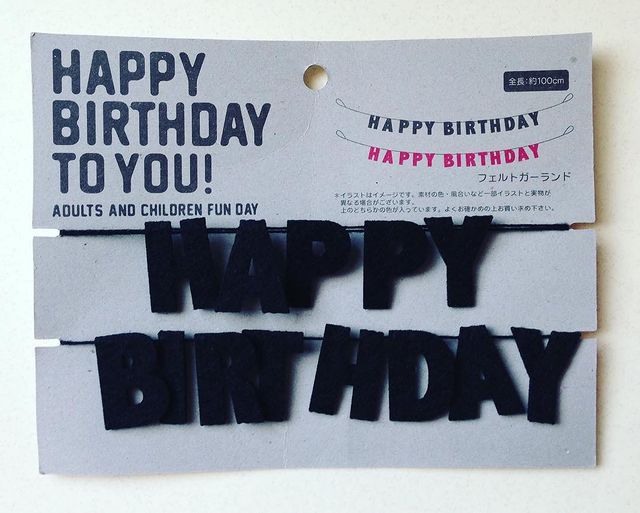 HAPPY
BIRTHDAY
TO YOU!
ADULTS AND CHILDREN FUN DAY
全長:約100cm
HAPPY BIRTHDAY
HAPPY BIRTHDAY
フェルトガーランド
※イラストはイメージです。素材の色・風合いなど一部イラストと実物が
異なる場合がございます。
上のどちらかの色が入っています。よくお確かめの上お買い求め下さい。
HAPPY
BIRTHDAY